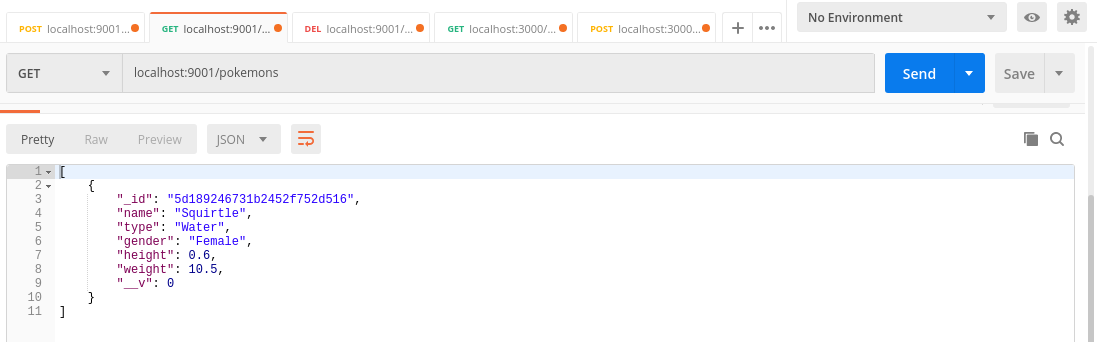 POST localhost:9001... GET localhost:9001/... DEL localhost:9001/... GET localhost:3000/... POST localhost:3000... + ••• No Environment
GET localhost:9001/pokemons Send Save
Pretty Raw Preview JSON
1 [
2 {
3 "_id": "5d189246731b2452f752d516",
4 "name": "Squirtle",
5 "type": "Water",
6 "gender": "Female",
7 "height": 0.6,
8 "weight": 10.5,
9 "__v": 0
10 }
11 ]